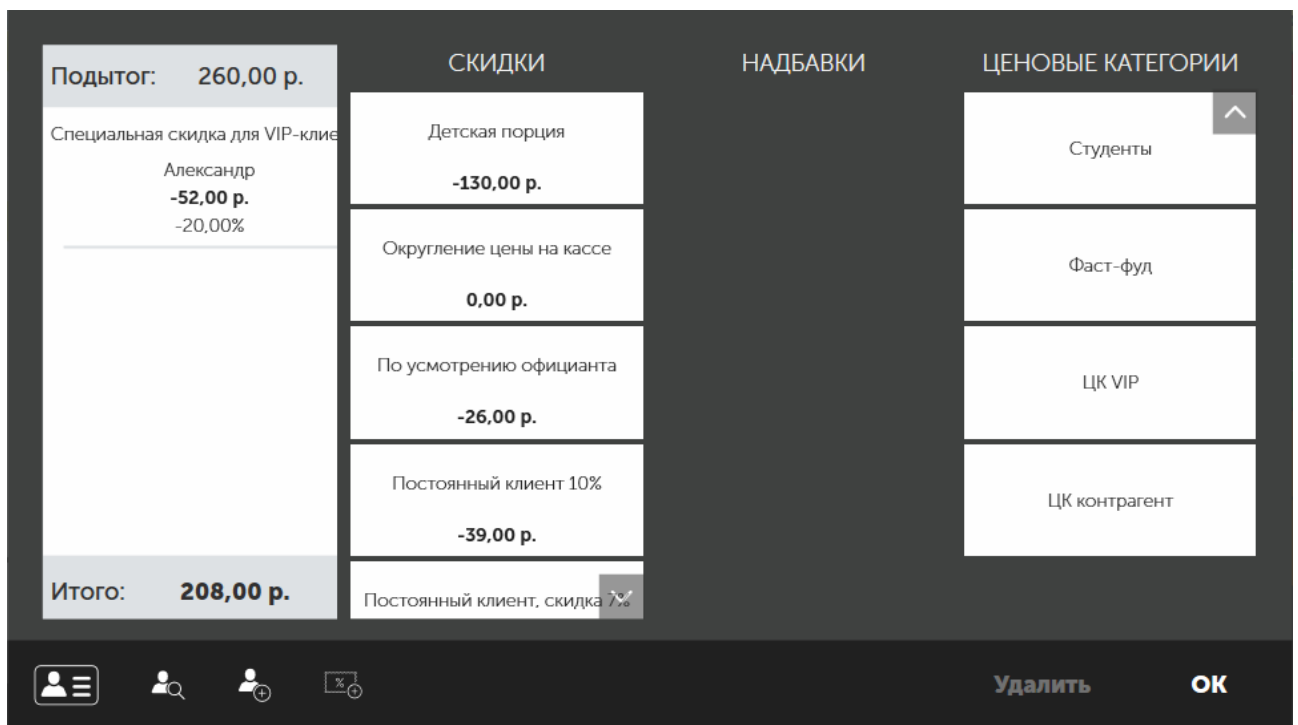 Подытог: 260,00 р.
Специальная скидка для VIP-клие
Александр
-52,00 р.
-20,00%
Итого: 208,00 р.
СКИДКИ
Детская порция
-130,00 р.
Округление цены на кассе
0,00 р.
По усмотрению официанта
-26,00 р.
Постоянный клиент 10%
-39,00 р.
Постоянный клиент, скидка 7%
НАДБАВКИ
ЦЕНОВЫЕ КАТЕГОРИИ
Студенты
Фаст-фуд
ЦК VIP
ЦК контрагент
%
Удалить
ОК